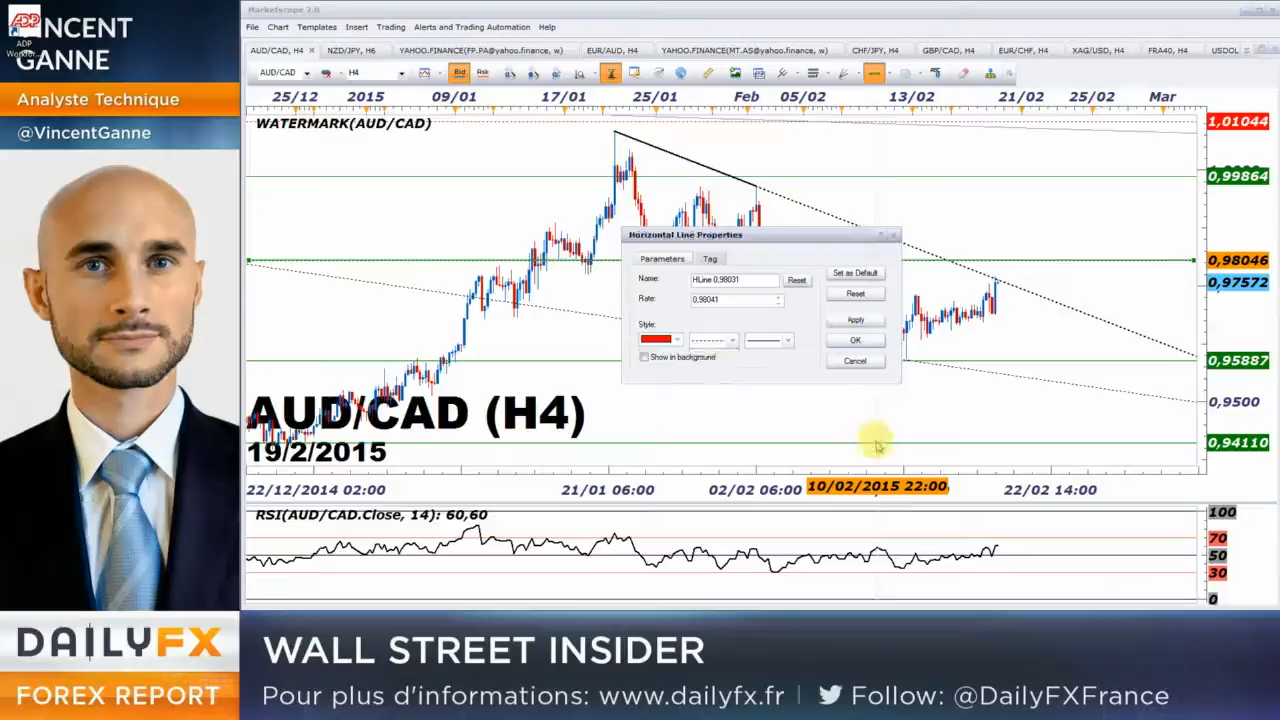 ADP
ADP
VINCENT
GANNE
Analyste Technique
@VincentGanne
Marketscope 2.0
File Chart Templates Insert Trading Alerts and Trading Automation Help
AUD/CAD, H4 NZD/JPY, H6 YAHOO.FINANCE(FP.PA@yahoo.finance, w) EUR/AUD, H4 YAHOO.FINANCE(MT.AS@yahoo.finance, w) CHF/JPY, H4 GBP/CAD, H4 EUR/CHF, H4 XAG/USD, H4 FRA40, H4 USDOL
AUD/CAD H4 Bid Rsk
25/12 2015 09/01 17/01 25/01 Feb 05/02 13/02 21/02 25/02 Mar
WATERMARK(AUD/CAD)
1,01044
0,99864
0,98046
0,97572
0,95887
0,9500
0,94110
Horizontal Line Properties
Parameters Tag
Name: HLine 0,98031 Reset
Rate: 0,98041
Style:
Show in background
Set as Default
Reset
Apply
OK
Cancel
AUD/CAD (H4)
19/2/2015
22/12/2014 02:00 21/01 06:00 02/02 06:00 10/02/2015 22:00 22/02 14:00
RSI(AUD/CAD.Close, 14): 60,60
100
70
50
30
0
DAILYFX
FOREX REPORT
WALL STREET INSIDER
Pour plus d'informations: www.dailyfx.fr | Follow: @DailyFXFrance